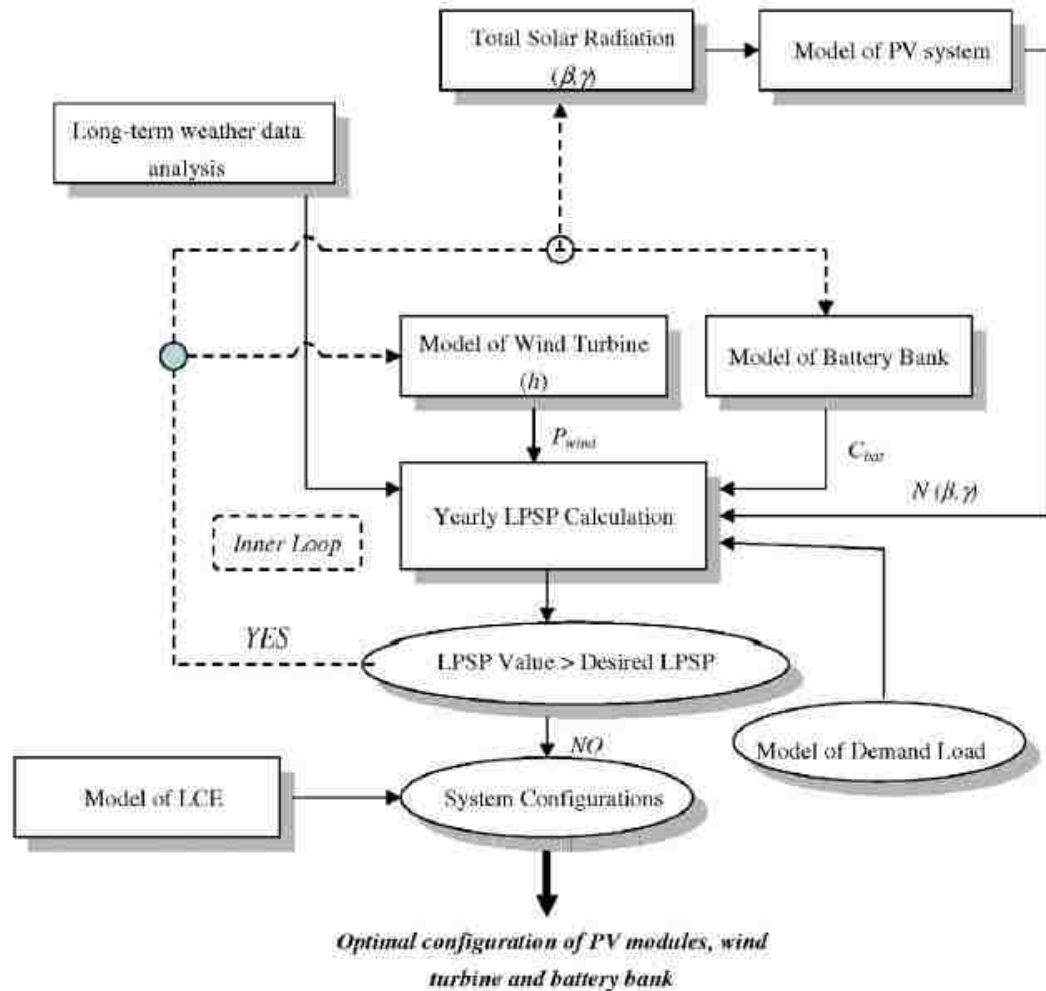 Total Solar Radiation
(β,γ)
Model of PV system
Long-term weather data
analysis
Model of Wind Turbine
(h)
Model of Battery Bank
P_wind
C_bat
N (β,γ)
Yearly LPSP Calculation
Inner Loop
YES
LPSP Value > Desired LPSP
NO
Model of Demand Load
Model of LCE
System Configurations
Optimal configuration of PV modules, wind
turbine and battery bank